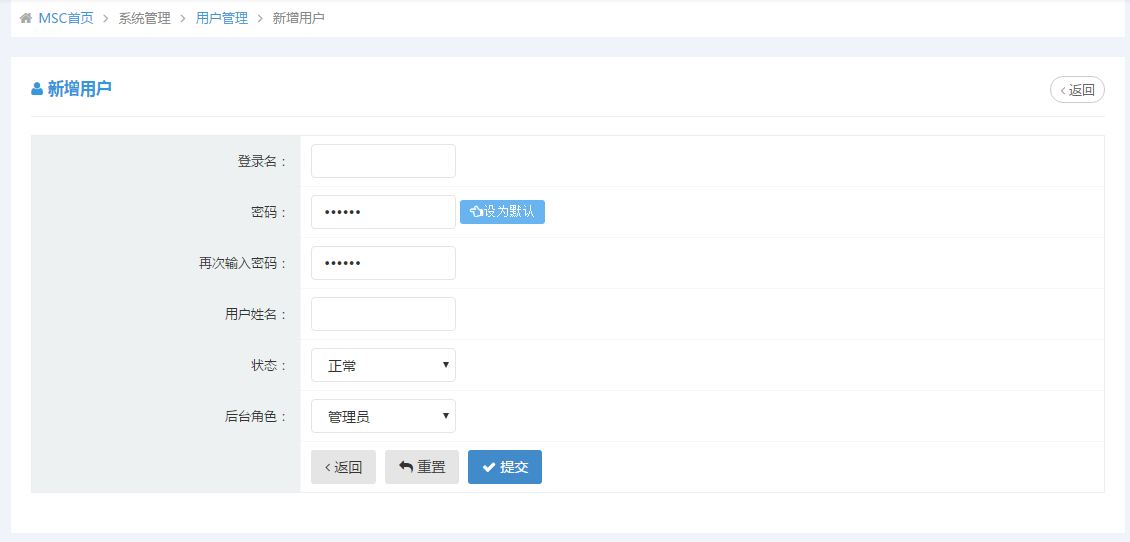 MSC首页 > 系统管理 > 用户管理 > 新增用户
新增用户
返回
登录名：
密码： •••••• 设为默认
再次输入密码： ••••••
用户姓名：
状态： 正常
后台角色： 管理员
返回 重置 提交